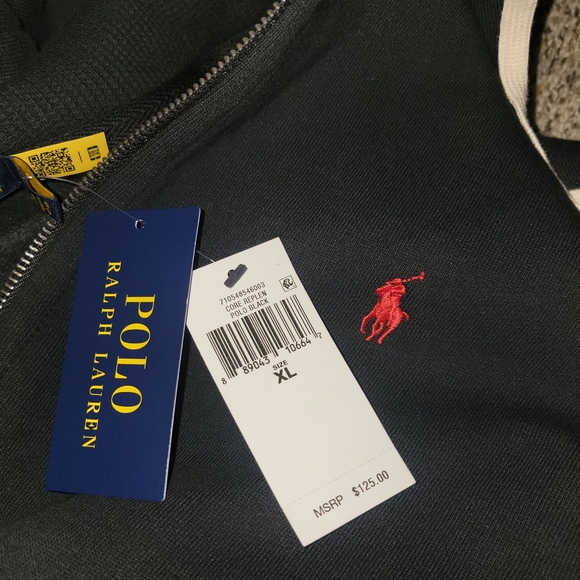 POLO
RALPH LAUREN
710548546003
CORE REPLEN
POLO BLACK
8 89043 10664 7
SIZE
XL
MSRP $125.00